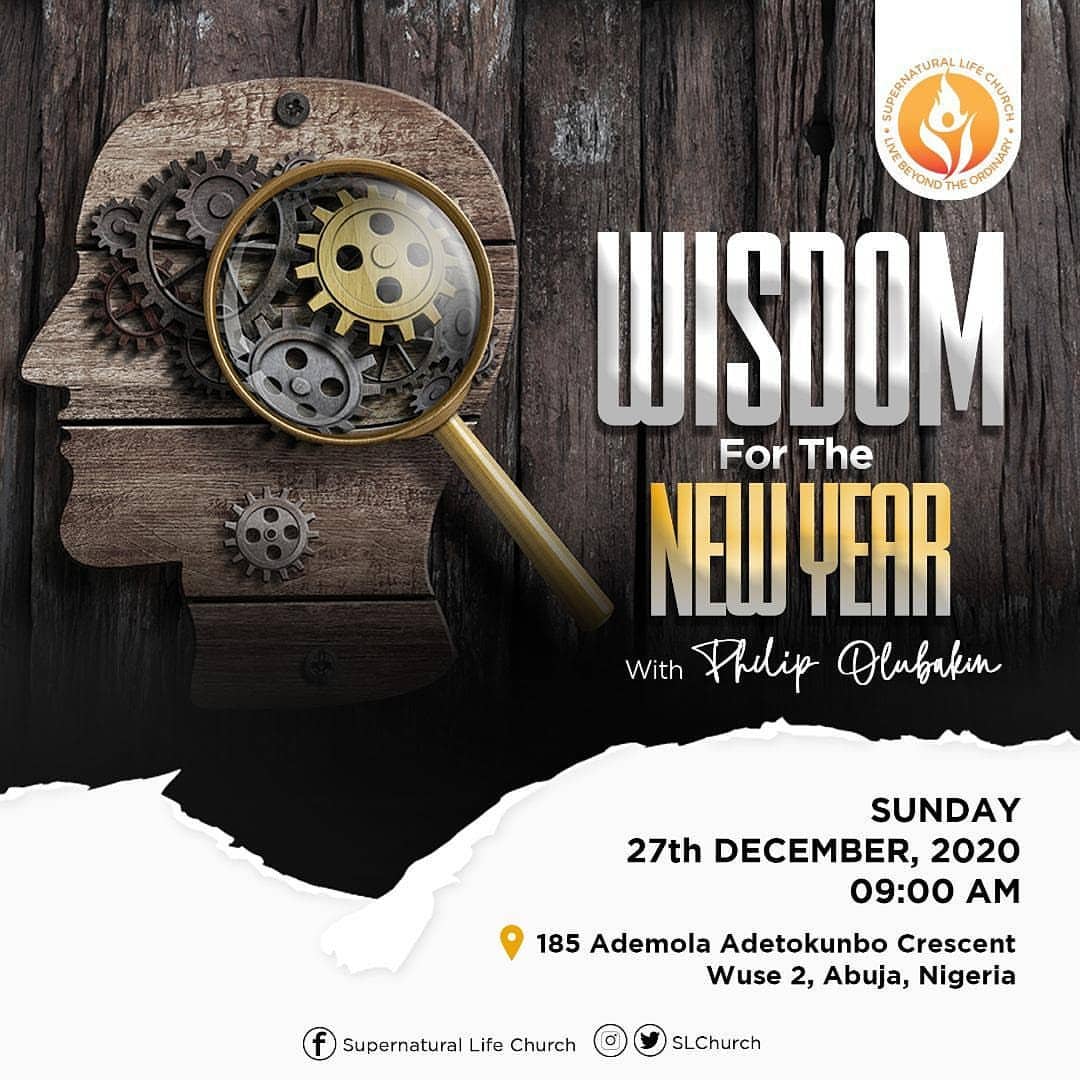 SUPERNATURAL LIFE CHURCH
• LIVE BEYOND THE ORDINARY •
WISDOM
For The
NEW YEAR
With Philip Olubakin
SUNDAY
27th DECEMBER, 2020
09:00 AM
185 Ademola Adetokunbo Crescent
Wuse 2, Abuja, Nigeria
Supernatural Life Church SLChurch